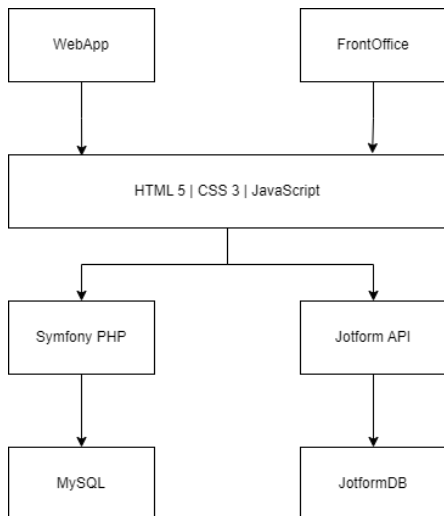 WebApp
FrontOffice
HTML 5 | CSS 3 | JavaScript
Symfony PHP
Jotform API
MySQL
JotformDB